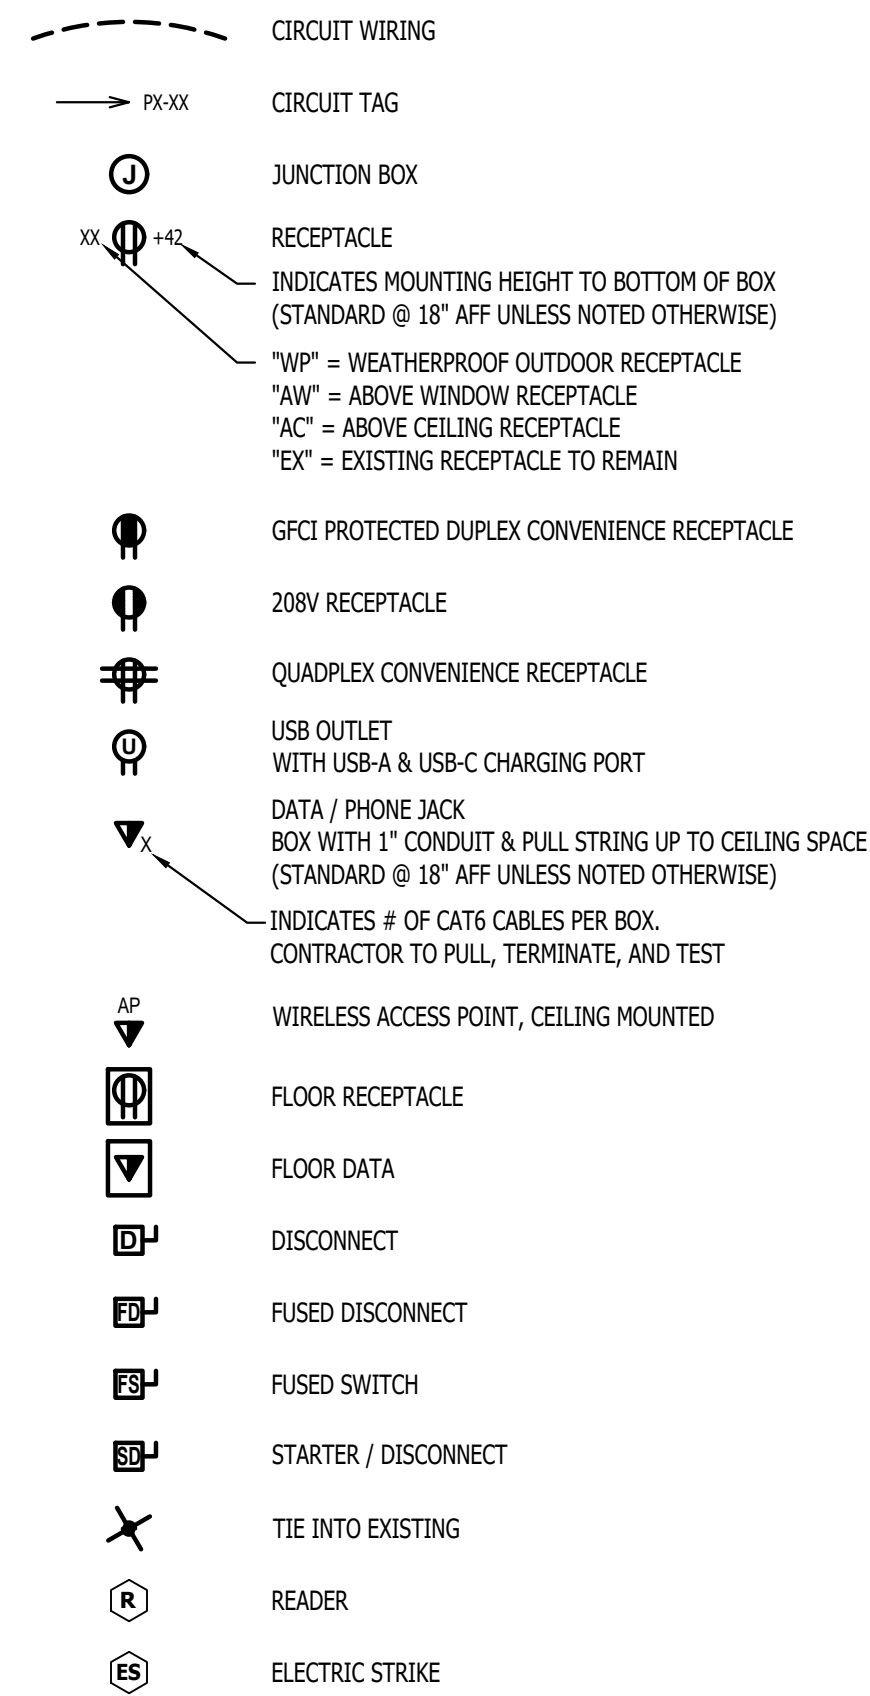 CIRCUIT WIRING
PX-XX CIRCUIT TAG
J JUNCTION BOX
XX +42 RECEPTACLE
INDICATES MOUNTING HEIGHT TO BOTTOM OF BOX
(STANDARD @ 18" AFF UNLESS NOTED OTHERWISE)
"WP" = WEATHERPROOF OUTDOOR RECEPTACLE
"AW" = ABOVE WINDOW RECEPTACLE
"AC" = ABOVE CEILING RECEPTACLE
"EX" = EXISTING RECEPTACLE TO REMAIN
GFCI PROTECTED DUPLEX CONVENIENCE RECEPTACLE
208V RECEPTACLE
QUADPLEX CONVENIENCE RECEPTACLE
USB OUTLET
U WITH USB-A & USB-C CHARGING PORT
DATA / PHONE JACK
X BOX WITH 1" CONDUIT & PULL STRING UP TO CEILING SPACE
(STANDARD @ 18" AFF UNLESS NOTED OTHERWISE)
INDICATES # OF CAT6 CABLES PER BOX.
CONTRACTOR TO PULL, TERMINATE, AND TEST
AP WIRELESS ACCESS POINT, CEILING MOUNTED
FLOOR RECEPTACLE
FLOOR DATA
D DISCONNECT
FD FUSED DISCONNECT
FS FUSED SWITCH
SD STARTER / DISCONNECT
TIE INTO EXISTING
R READER
ES ELECTRIC STRIKE